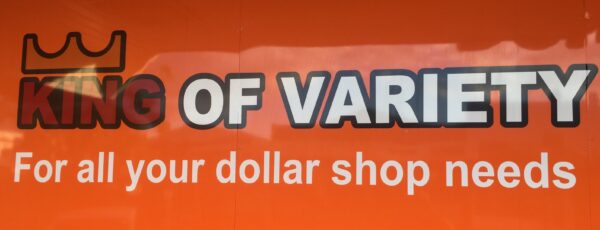 KING OF VARIETY
For all your dollar shop needs